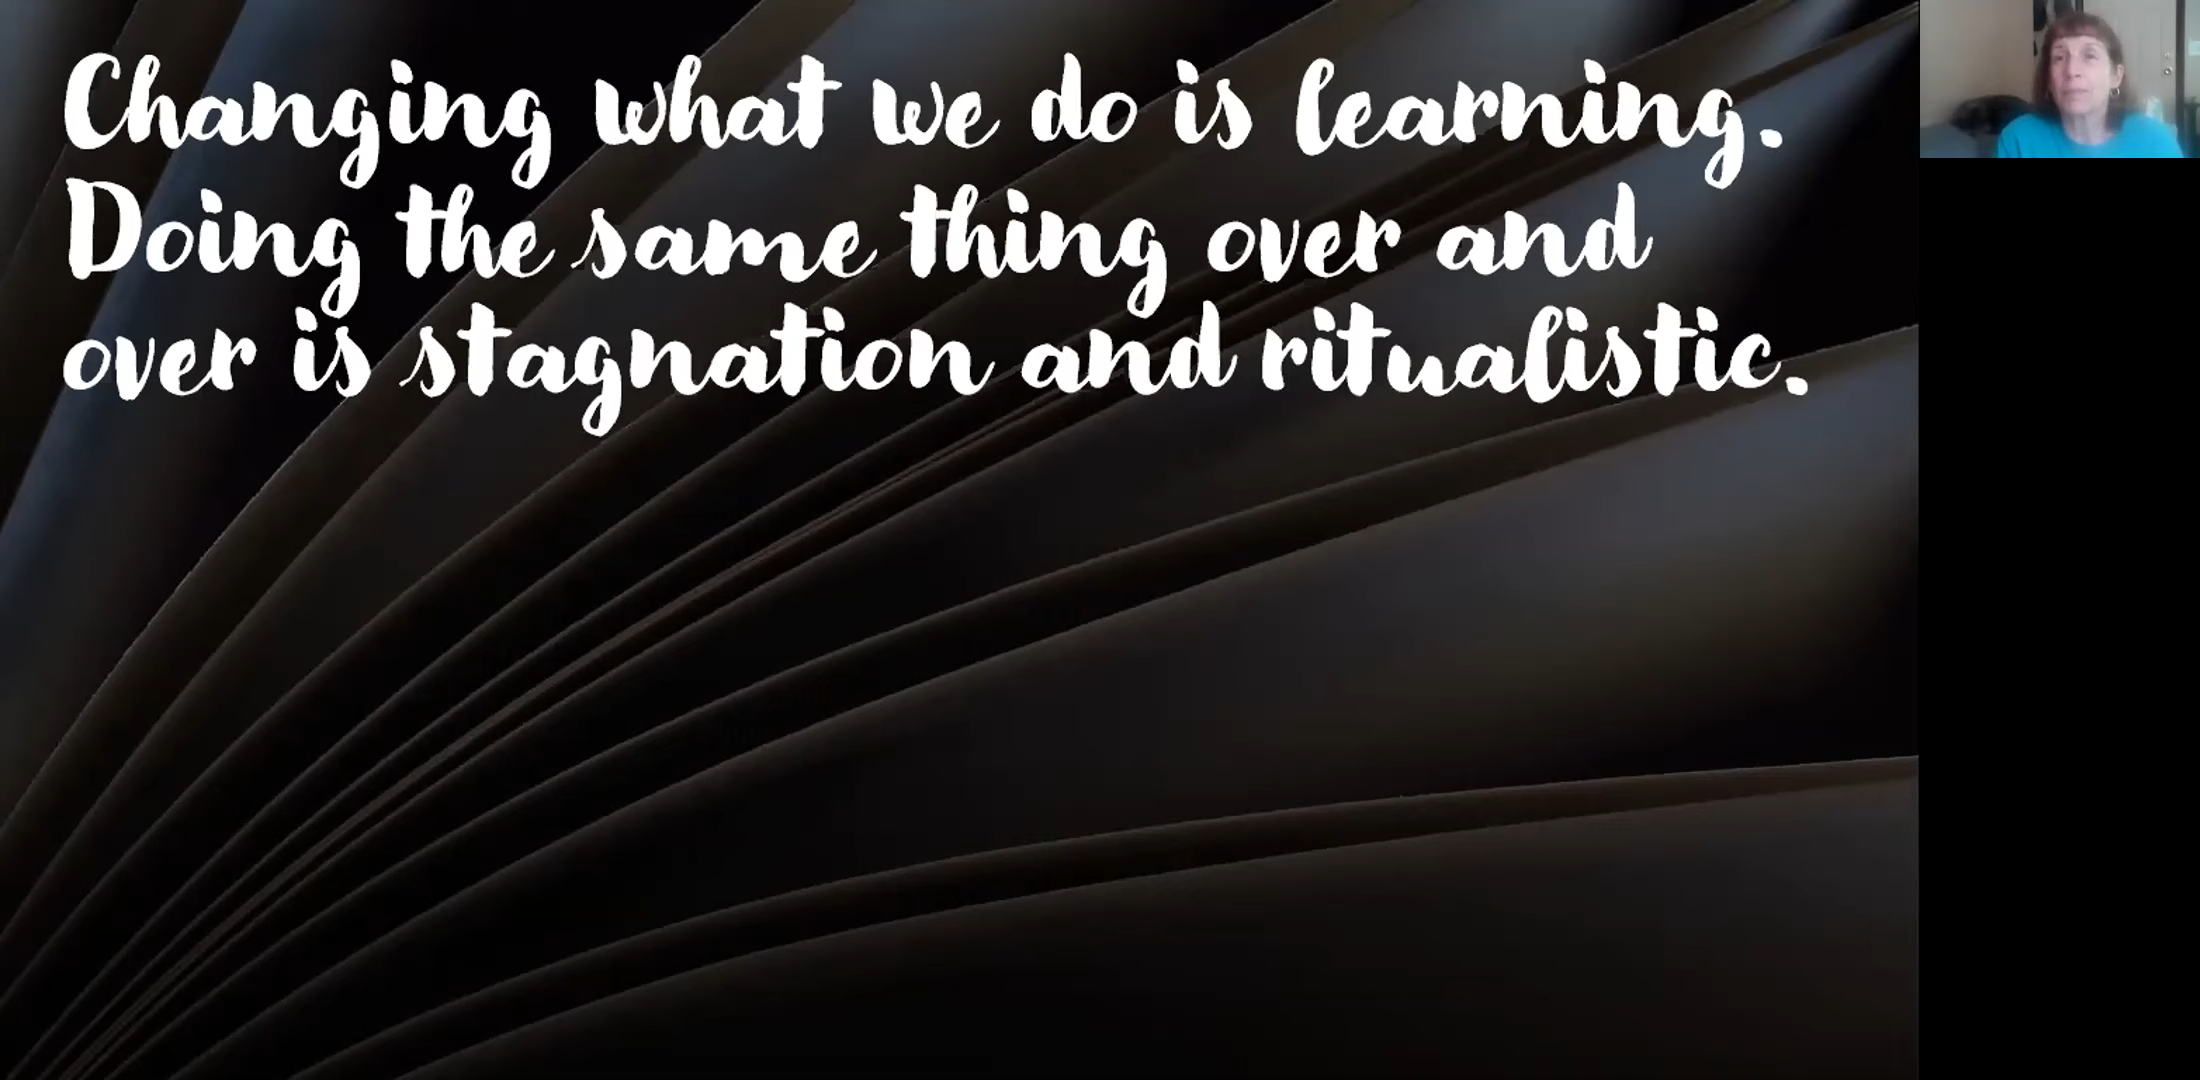 Changing what we do is learning.
Doing the same thing over and
over is stagnation and ritualistic.